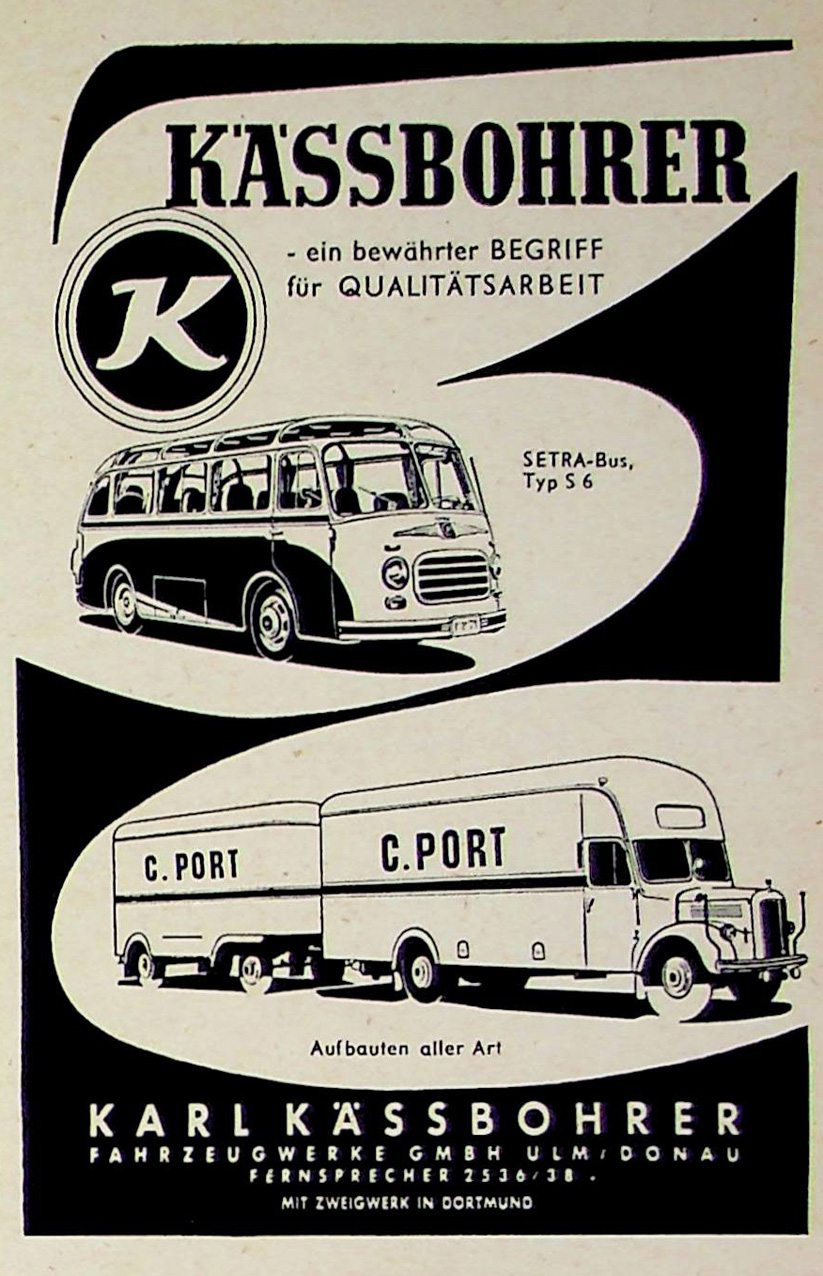 KÄSSBOHRER
- ein bewährter BEGRIFF
für QUALITÄTSARBEIT
K
SETRA-Bus,
Typ S 6
C. PORT
C. PORT
Aufbauten aller Art
KARL KÄSSBOHRER
FAHRZEUGWERKE GMBH ULM/DONAU
FERNSPRECHER 2536/38.
MIT ZWEIGWERK IN DORTMUND